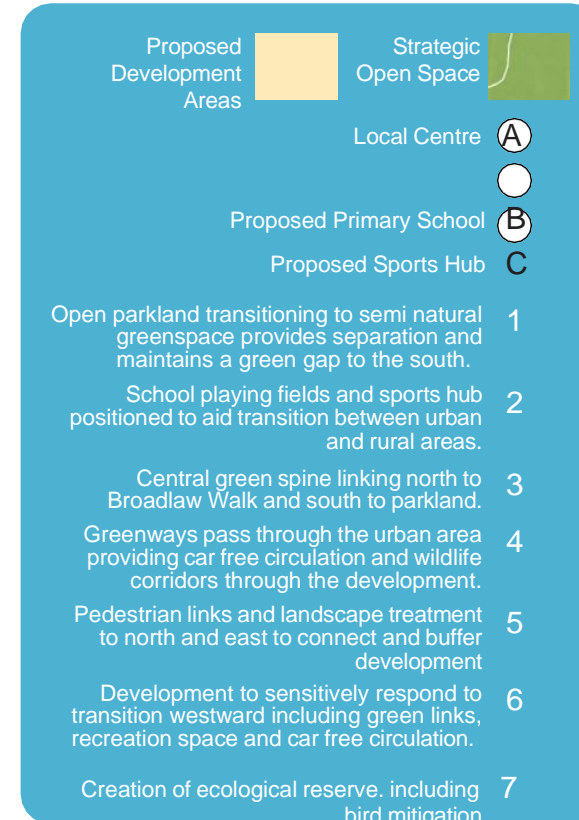 Proposed
Development
Areas
Strategic
Open Space
Local Centre A
Proposed Primary School B
Proposed Sports Hub C
Open parkland transitioning to semi natural 1
greenspace provides separation and
maintains a green gap to the south.
School playing fields and sports hub 2
positioned to aid transition between urban
and rural areas.
Central green spine linking north to 3
Broadlaw Walk and south to parkland.
Greenways pass through the urban area 4
providing car free circulation and wildlife
corridors through the development.
Pedestrian links and landscape treatment 5
to north and east to connect and buffer
development
Development to sensitively respond to 6
transition westward including green links,
recreation space and car free circulation.
Creation of ecological reserve. including 7
bird mitigation